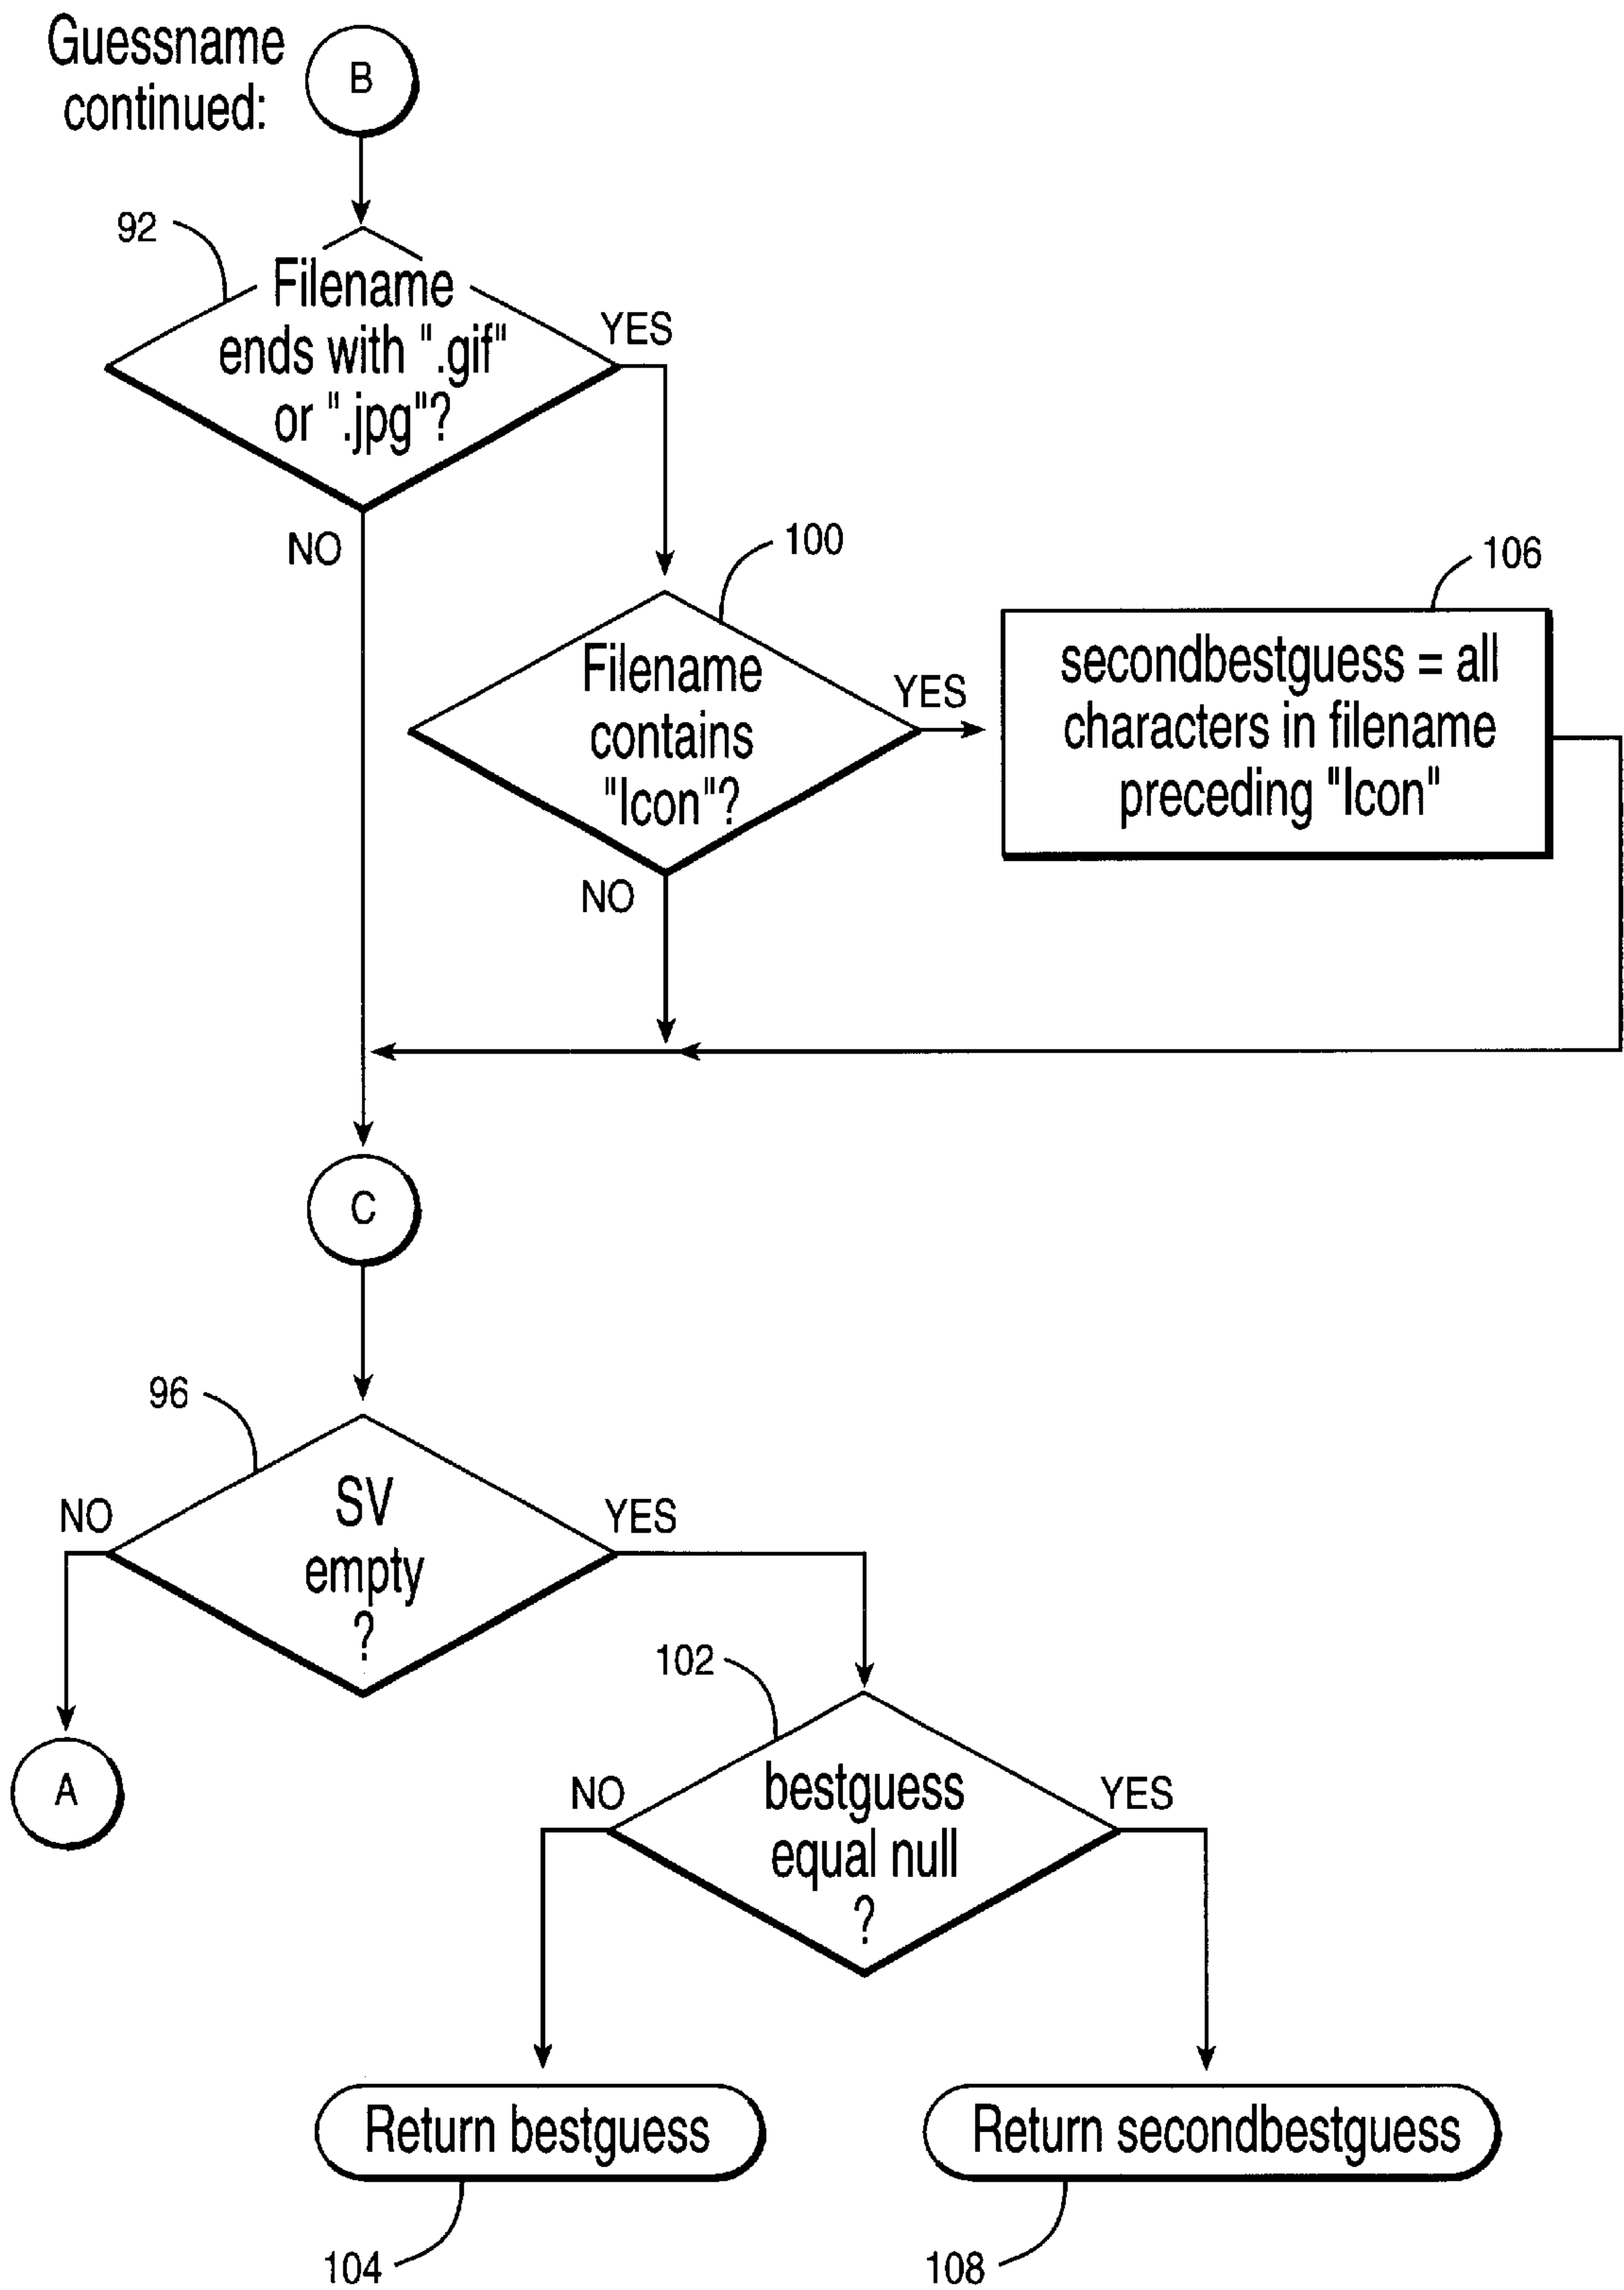 Guessname
continued:
B
92
Filename
ends with ".gif"
or ".jpg"?
YES
NO
100
Filename
contains
"Icon"?
YES
NO
106
secondbestguess = all
characters in filename
preceding "Icon"
C
96
SV
empty
?
NO
YES
A
102
bestguess
equal null
?
NO
YES
Return bestguess
104
Return secondbestguess
108